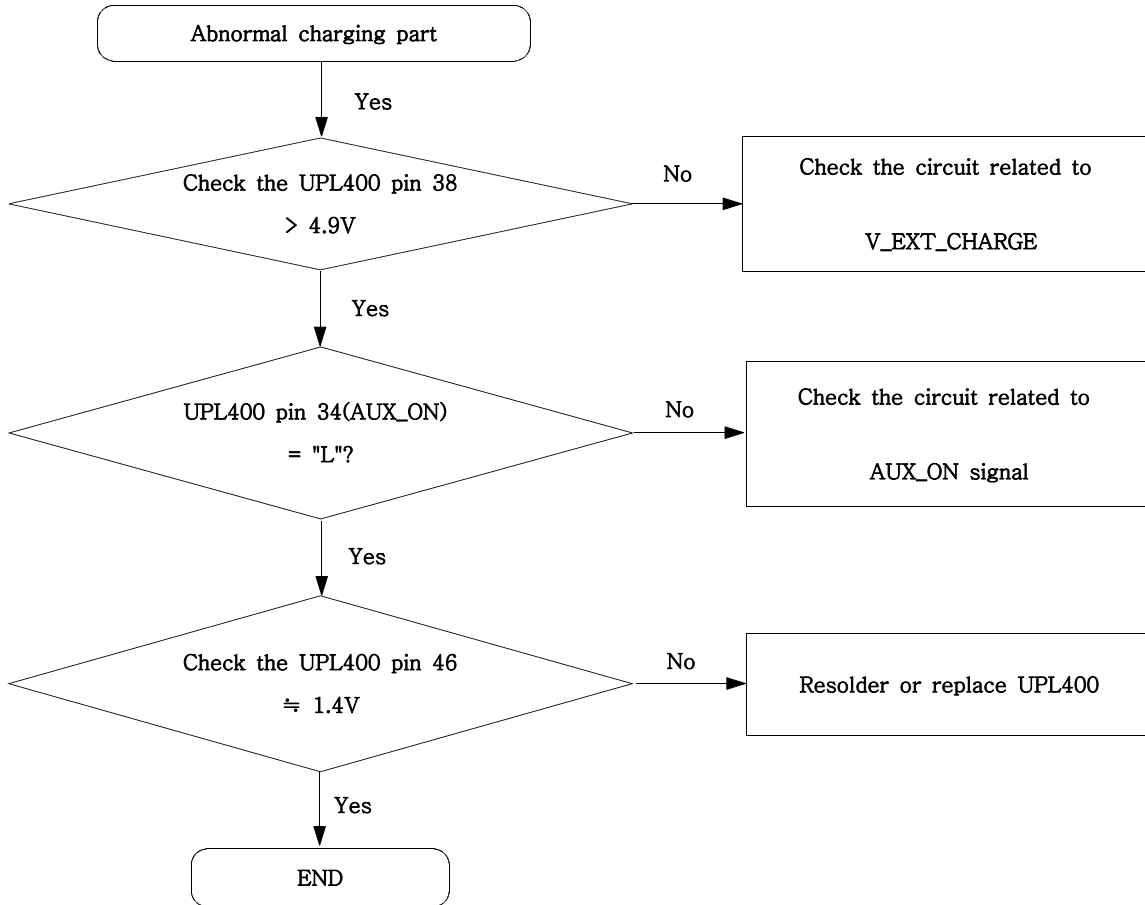 Abnormal charging part
Yes
Check the UPL400 pin 38
> 4.9V
No
Check the circuit related to
V_EXT_CHARGE
Yes
UPL400 pin 34(AUX_ON)
= "L"?
No
Check the circuit related to
AUX_ON signal
Yes
Check the UPL400 pin 46
≒ 1.4V
No
Resolder or replace UPL400
Yes
END